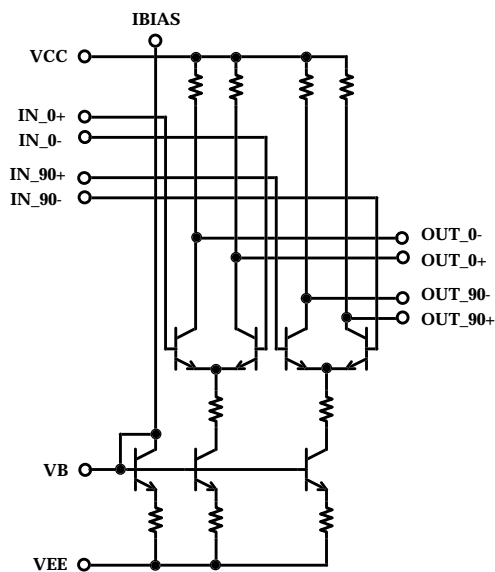 IBIAS
VCC
IN_0+
IN_0-
IN_90+
IN_90-
OUT_0-
OUT_0+
OUT_90-
OUT_90+
VB
VEE